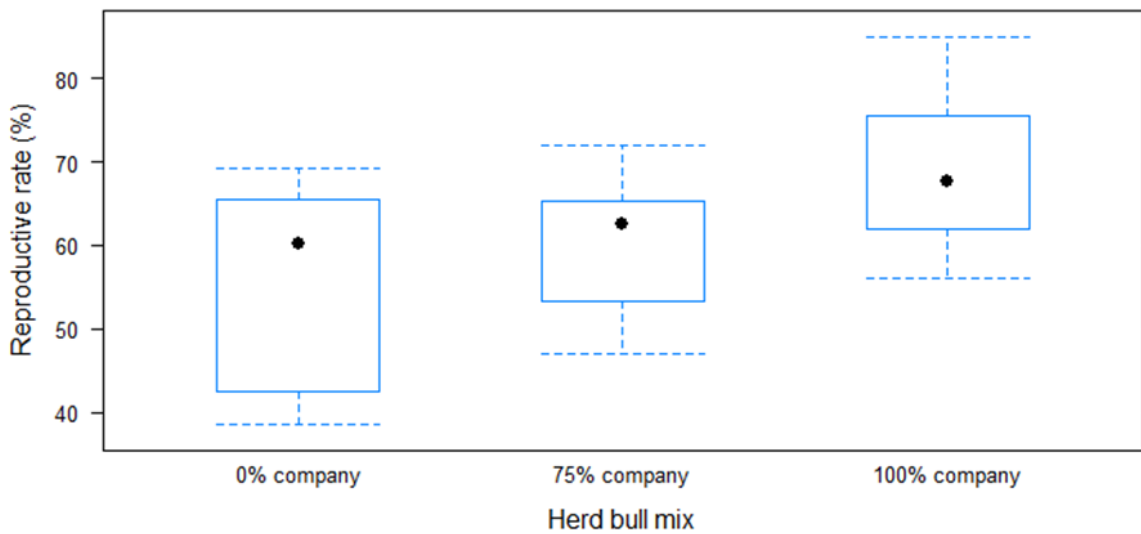 Reproductive rate (%)
80
70
60
50
40
0% company
75% company
100% company
Herd bull mix